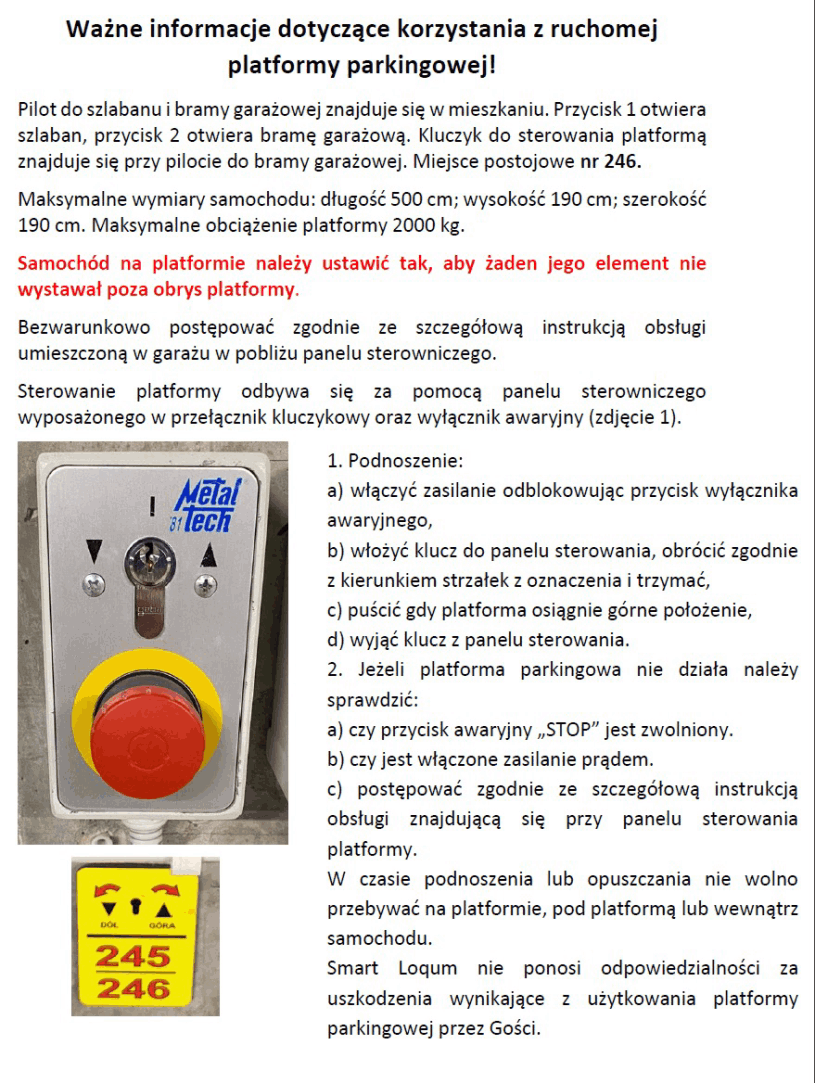 Ważne informacje dotyczące korzystania z ruchomej
platformy parkingowej!
Pilot do szlabanu i bramy garażowej znajduje się w mieszkaniu. Przycisk 1 otwiera
szlaban, przycisk 2 otwiera bramę garażową. Kluczyk do sterowania platformą
znajduje się przy pilocie do bramy garażowej. Miejsce postojowe nr 246.
Maksymalne wymiary samochodu: długość 500 cm; wysokość 190 cm; szerokość
190 cm. Maksymalne obciążenie platformy 2000 kg.
Samochód na platformie należy ustawić tak, aby żaden jego element nie
wystawał poza obrys platformy.
Bezwarunkowo postępować zgodnie ze szczegółową instrukcją obsługi
umieszczoną w garażu w pobliżu panelu sterowniczego.
Sterowanie platformy odbywa się za pomocą panelu sterowniczego
wyposażonego w przełącznik kluczykowy oraz wyłącznik awaryjny (zdjęcie 1).
Metal
'81 tech
1. Podnoszenie:
a) włączyć zasilanie odblokowując przycisk wyłącznika
awaryjnego,
b) włożyć klucz do panelu sterowania, obrócić zgodnie
z kierunkiem strzałek z oznaczenia i trzymać,
c) puścić gdy platforma osiągnie górne położenie,
d) wyjąć klucz z panelu sterowania.
2. Jeżeli platforma parkingowa nie działa należy
sprawdzić:
a) czy przycisk awaryjny „STOP” jest zwolniony.
b) czy jest włączone zasilanie prądem.
c) postępować zgodnie ze szczegółową instrukcją
obsługi znajdującą się przy panelu sterowania
platformy.
W czasie podnoszenia lub opuszczania nie wolno
przebywać na platformie, pod platformą lub wewnątrz
samochodu.
Smart Loqum nie ponosi odpowiedzialności za
uszkodzenia wynikające z użytkowania platformy
parkingowej przez Gości.
DÓŁ GÓRA
245
246